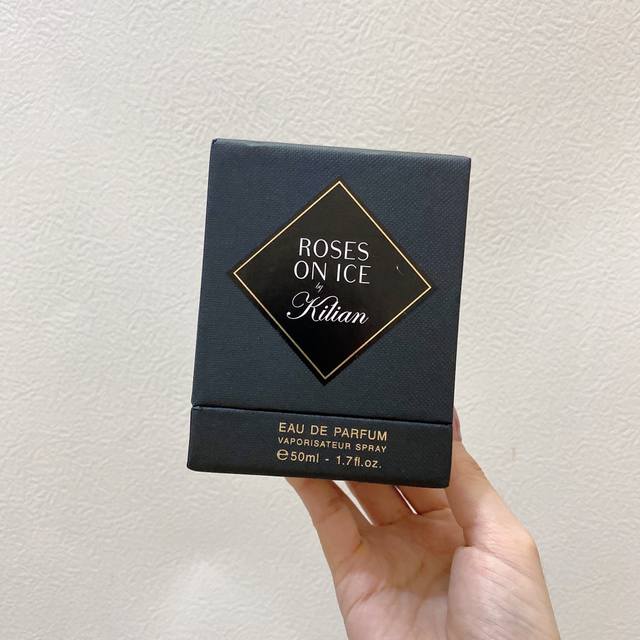 ROSES
ON ICE
by
Kilian
EAU DE PARFUM
VAPORISATEUR SPRAY
℮50ml - 1.7fl.oz.